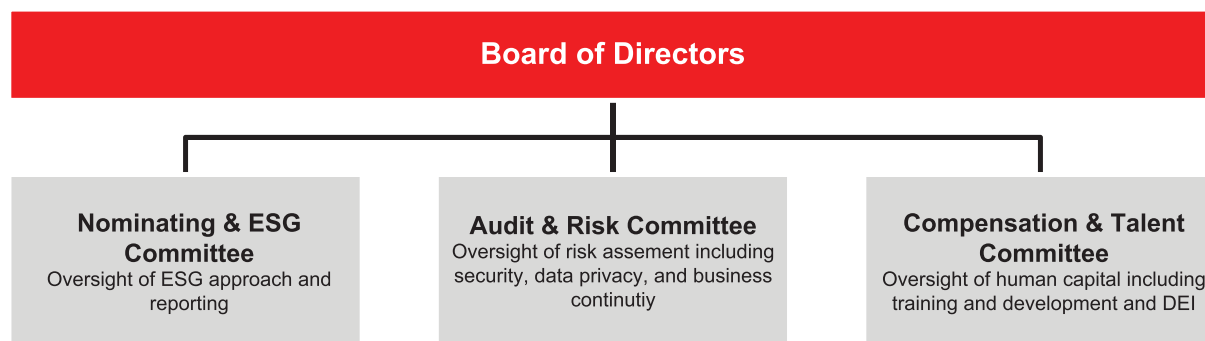 Board of Directors
Nominating & ESG
Committee
Oversight of ESG approach and
reporting
Audit & Risk Committee
Oversight of risk assement including
security, data privacy, and business
continutiy
Compensation & Talent
Committee
Oversight of human capital including
training and development and DEI